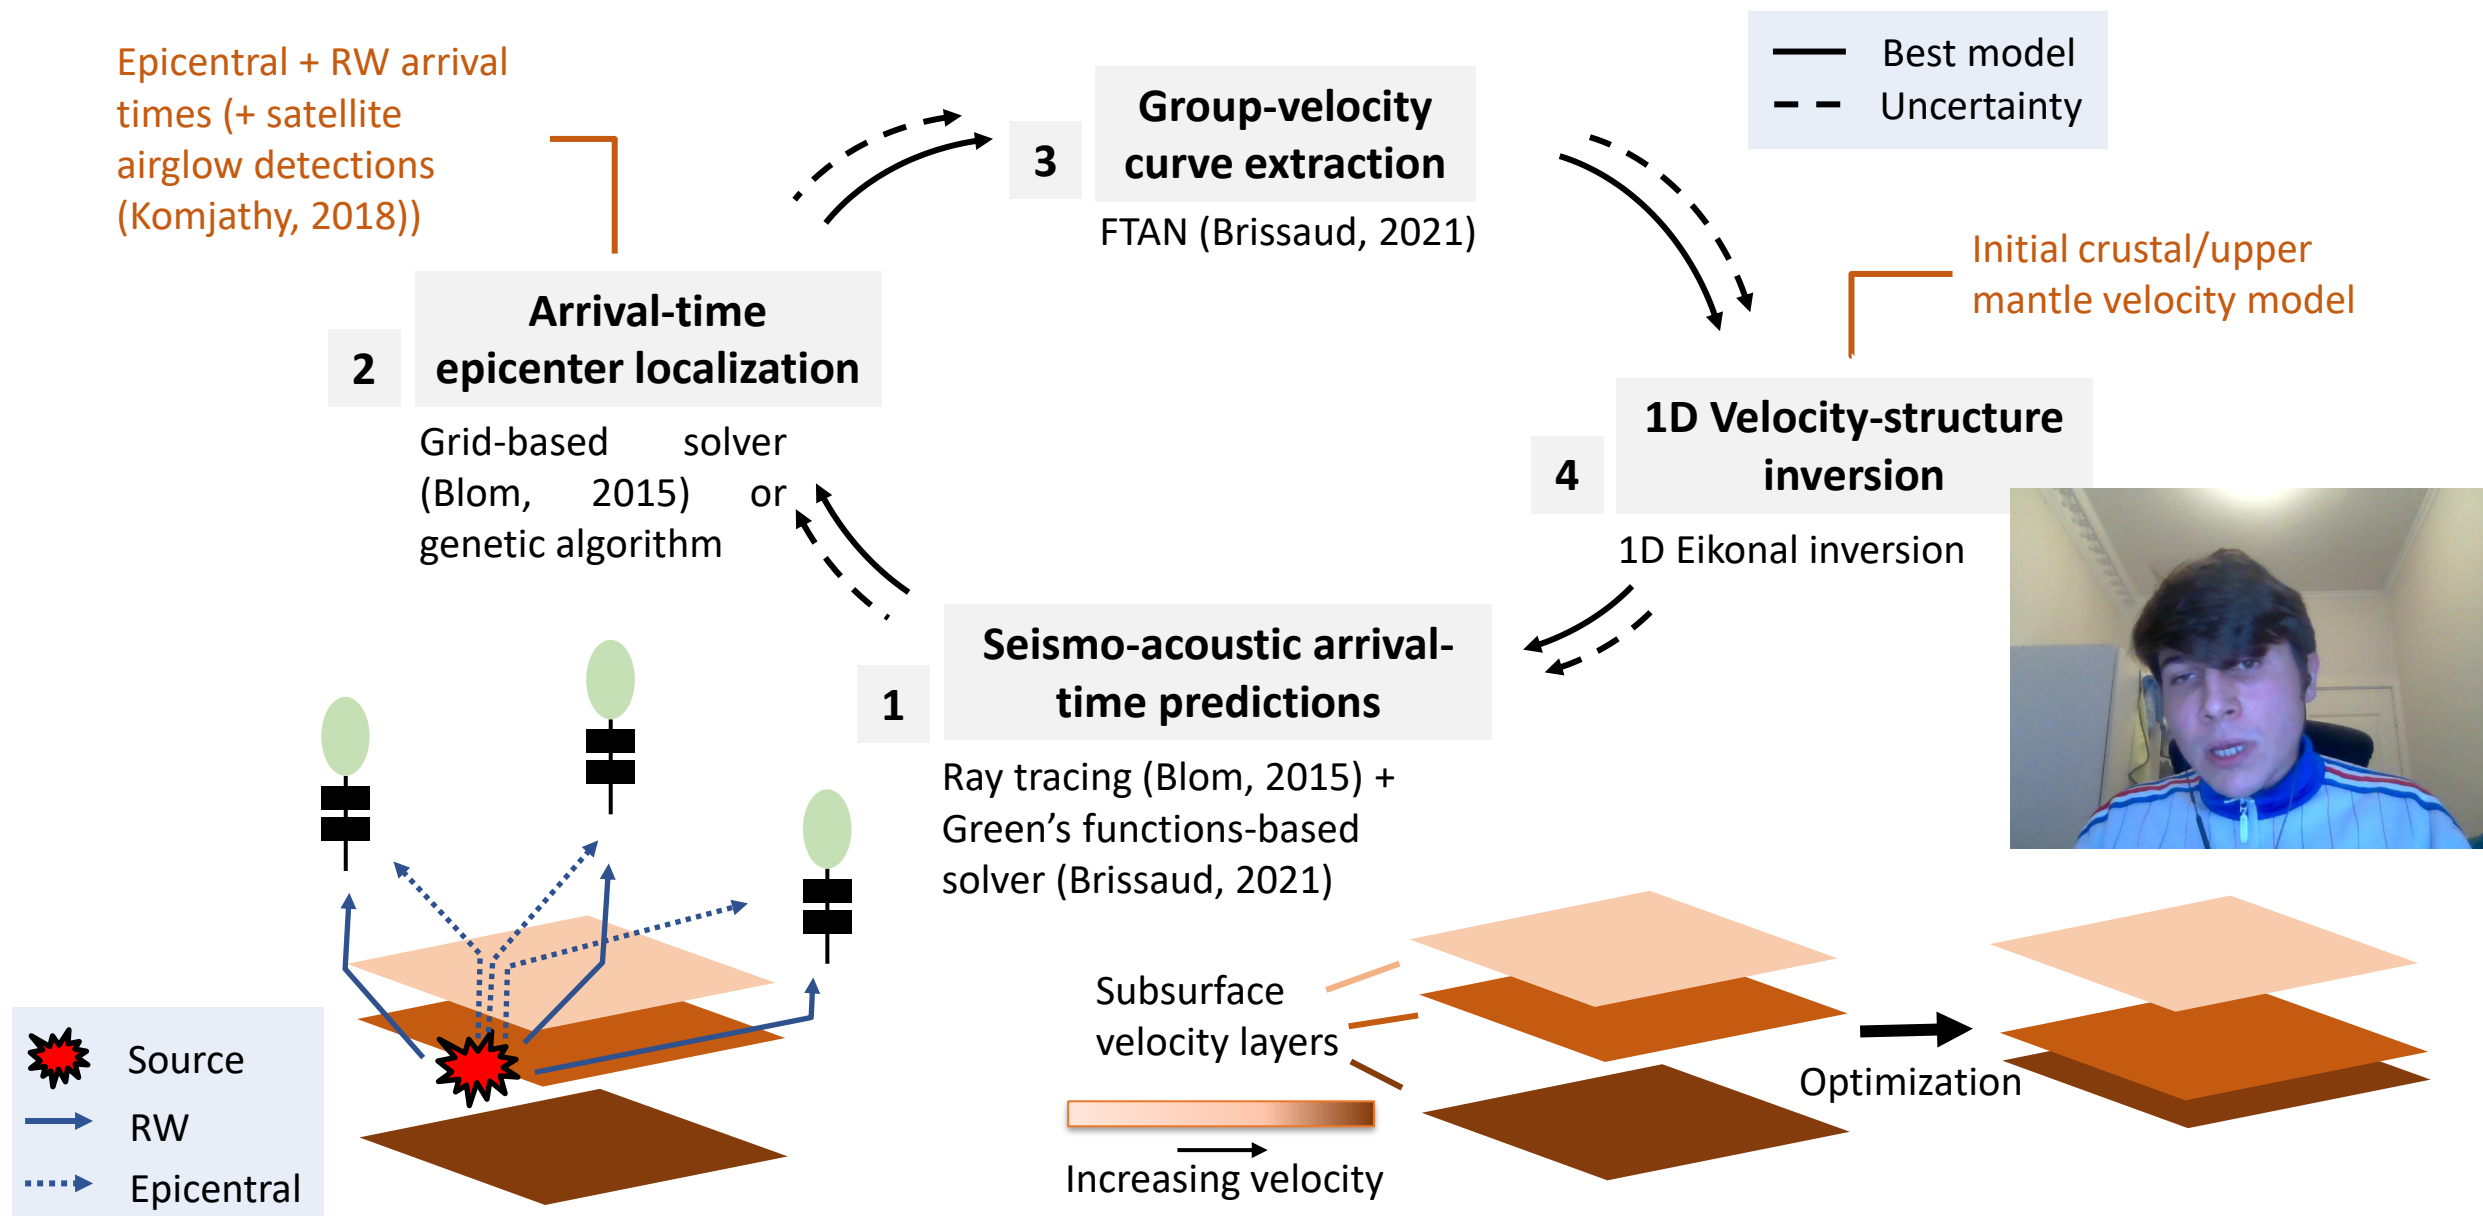 Epicentral + RW arrival
times (+ satellite
airglow detections
(Komjathy, 2018))
Best model
Uncertainty
3
Group-velocity
curve extraction
FTAN (Brissaud, 2021)
Initial crustal/upper
mantle velocity model
2
Arrival-time
epicenter localization
Grid-based solver
(Blom, 2015) or
genetic algorithm
4
1D Velocity-structure
inversion
1D Eikonal inversion
1
Seismo-acoustic arrival-
time predictions
Ray tracing (Blom, 2015) +
Green’s functions-based
solver (Brissaud, 2021)
Source
RW
Epicentral
Subsurface
velocity layers
Increasing velocity
Optimization